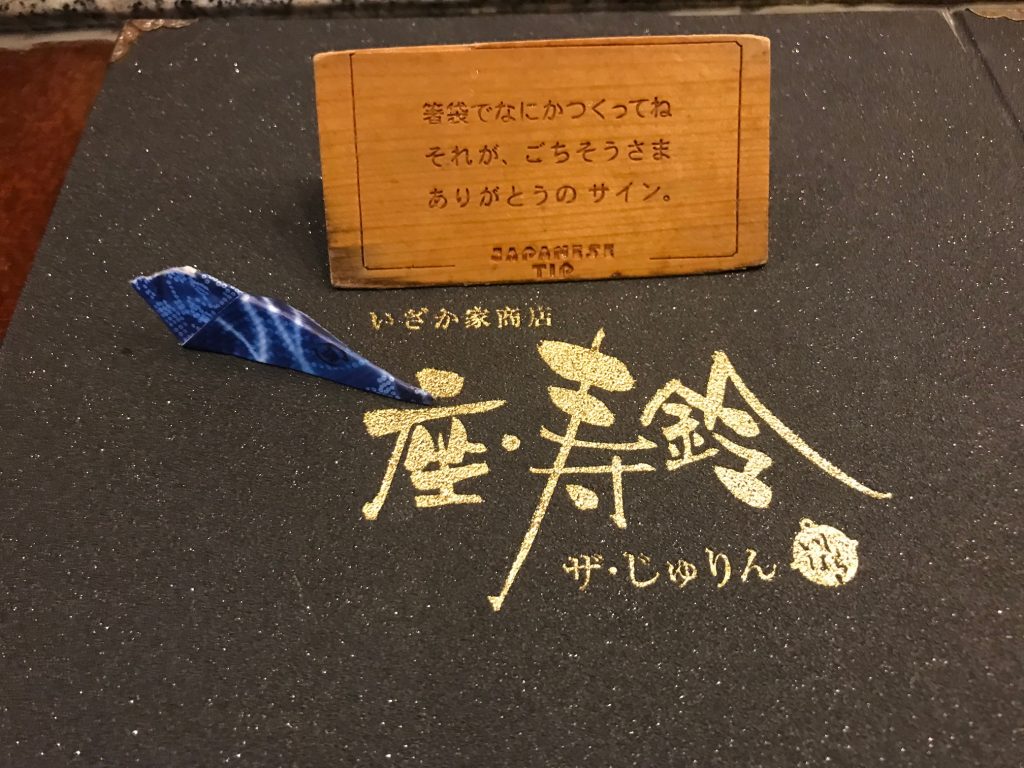 箸袋でなにかつくってね
それが、ごちそうさま
ありがとうの サイン。
JAPANESE
TIP
いざか家商店
座・寿鈴
ザ・じゅりん